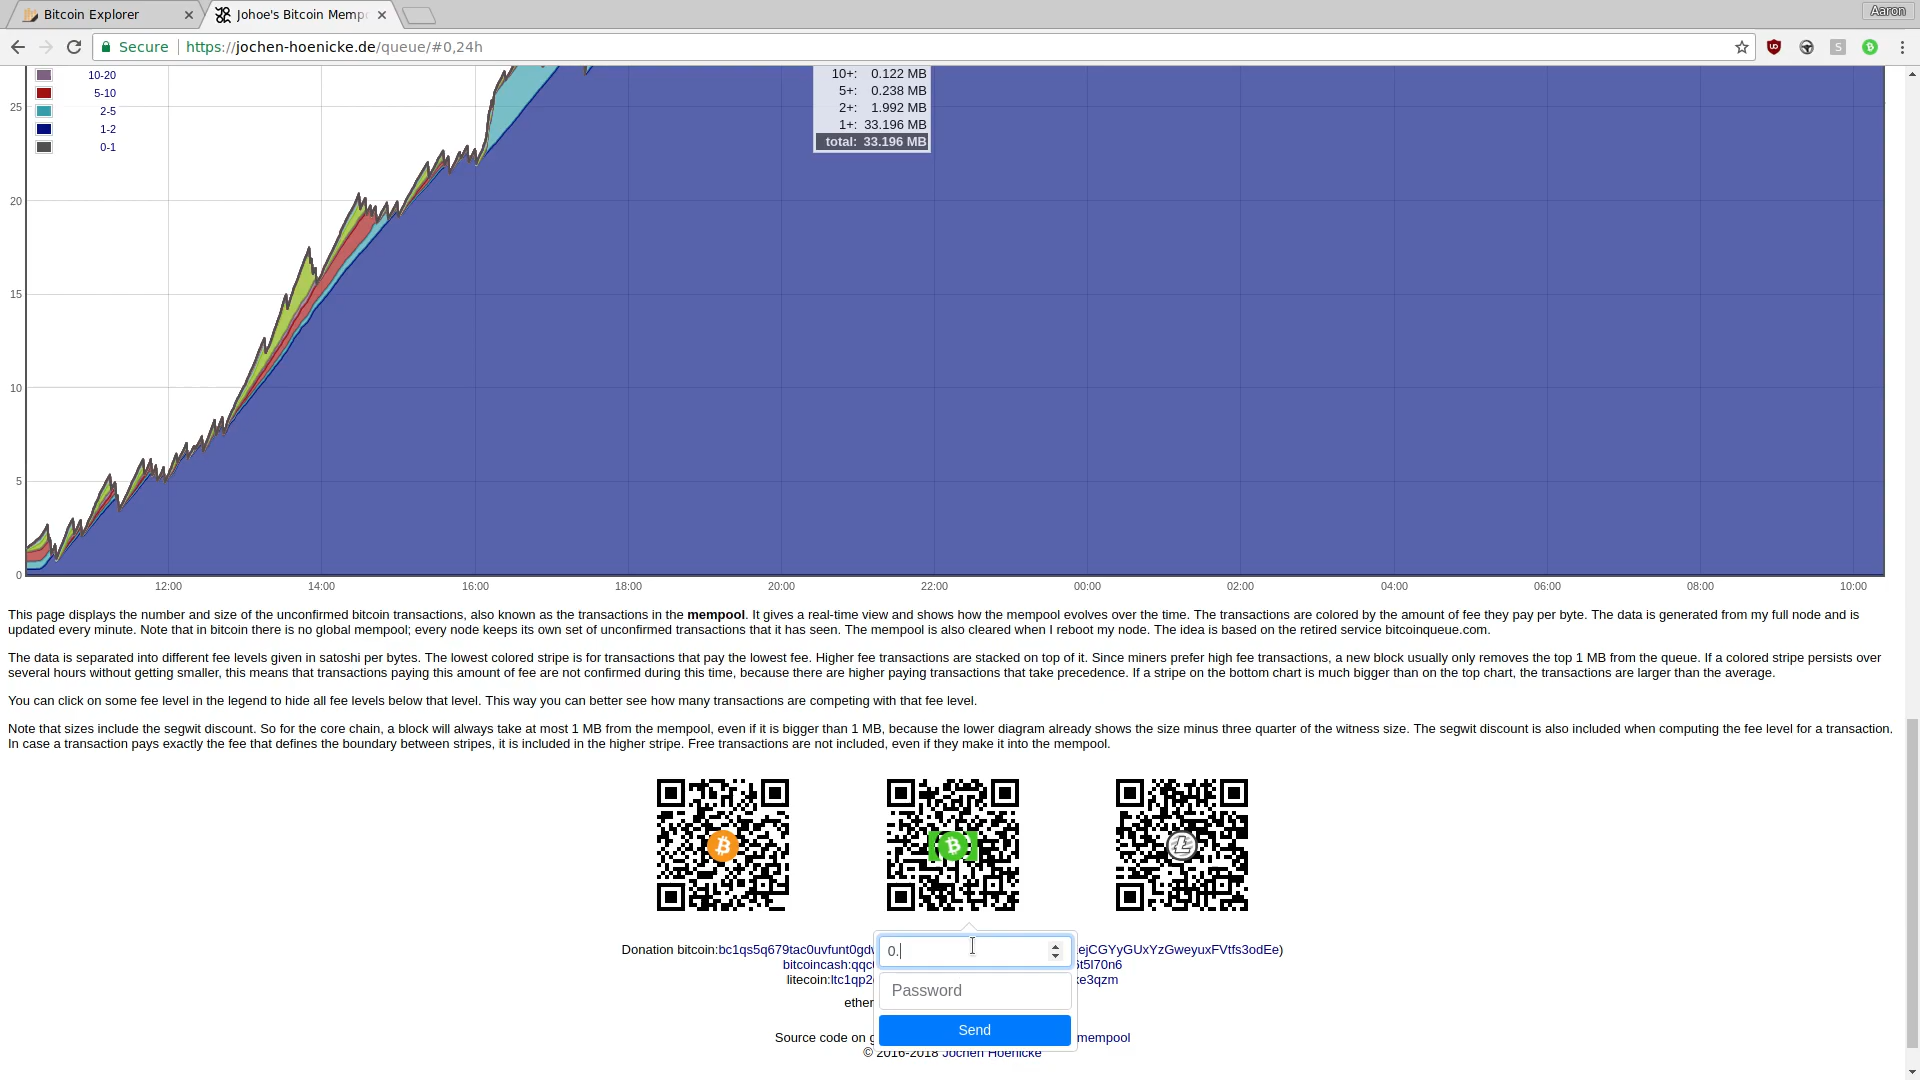 Bitcoin Explorer
Johoe's Bitcoin Memp
Aaron
Secure
https://jochen-hoenicke.de/queue/#0,24h
10-20
5-10
2-5
1-2
0-1
10+: 0.122 MB
5+: 0.238 MB
2+: 1.992 MB
1+: 33.196 MB
total: 33.196 MB
25
20
15
10
5
0
12:00 14:00 16:00 18:00 20:00 22:00 00:00 02:00 04:00 06:00 08:00 10:00
This page displays the number and size of the unconfirmed bitcoin transactions, also known as the transactions in the mempool. It gives a real-time view and shows how the mempool evolves over the time. The transactions are colored by the amount of fee they pay per byte. The data is generated from my full node and is
updated every minute. Note that in bitcoin there is no global mempool; every node keeps its own set of unconfirmed transactions that it has seen. The mempool is also cleared when I reboot my node. The idea is based on the retired service bitcoinqueue.com.
The data is separated into different fee levels given in satoshi per bytes. The lowest colored stripe is for transactions that pay the lowest fee. Higher fee transactions are stacked on top of it. Since miners prefer high fee transactions, a new block usually only removes the top 1 MB from the queue. If a colored stripe persists over
several hours without getting smaller, this means that transactions paying this amount of fee are not confirmed during this time, because there are higher paying transactions that take precedence. If a stripe on the bottom chart is much bigger than on the top chart, the transactions are larger than the average.
You can click on some fee level in the legend to hide all fee levels below that level. This way you can better see how many transactions are competing with that fee level.
Note that sizes include the segwit discount. So for the core chain, a block will always take at most 1 MB from the mempool, even if it is bigger than 1 MB, because the lower diagram already shows the size minus three quarter of the witness size. The segwit discount is also included when computing the fee level for a transaction.
In case a transaction pays exactly the fee that defines the boundary between stripes, it is included in the higher stripe. Free transactions are not included, even if they make it into the mempool.
Donation bitcoin:bc1qs5q679tac0uvfunt0gd ejCGYyGUxYzGweyuxFVtfs3odEe)
bitcoincash:qqc 6t5l70n6
litecoin:ltc1qp2 ke3qzm
ether
0.
Password
Send
Source code on g mempool
© 2016-2018 Jochen Hoenicke